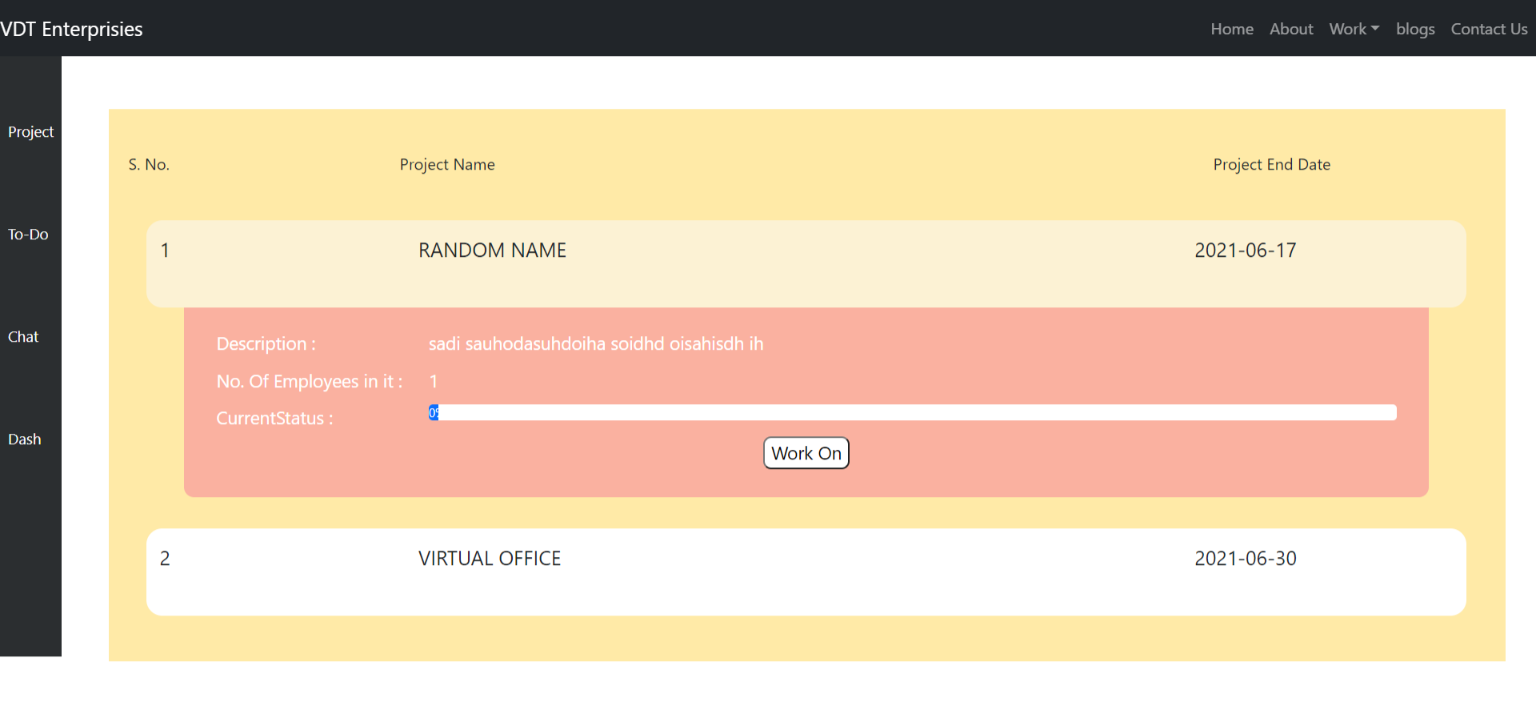 VDT Enterprisies Home About Work blogs Contact Us
Project
S. No. Project Name Project End Date
To-Do
1 RANDOM NAME 2021-06-17
Chat
Description : sadi sauhodasuhdoiha soidhd oisahisdh ih
No. Of Employees in it : 1
CurrentStatus :
Dash
Work On
2 VIRTUAL OFFICE 2021-06-30